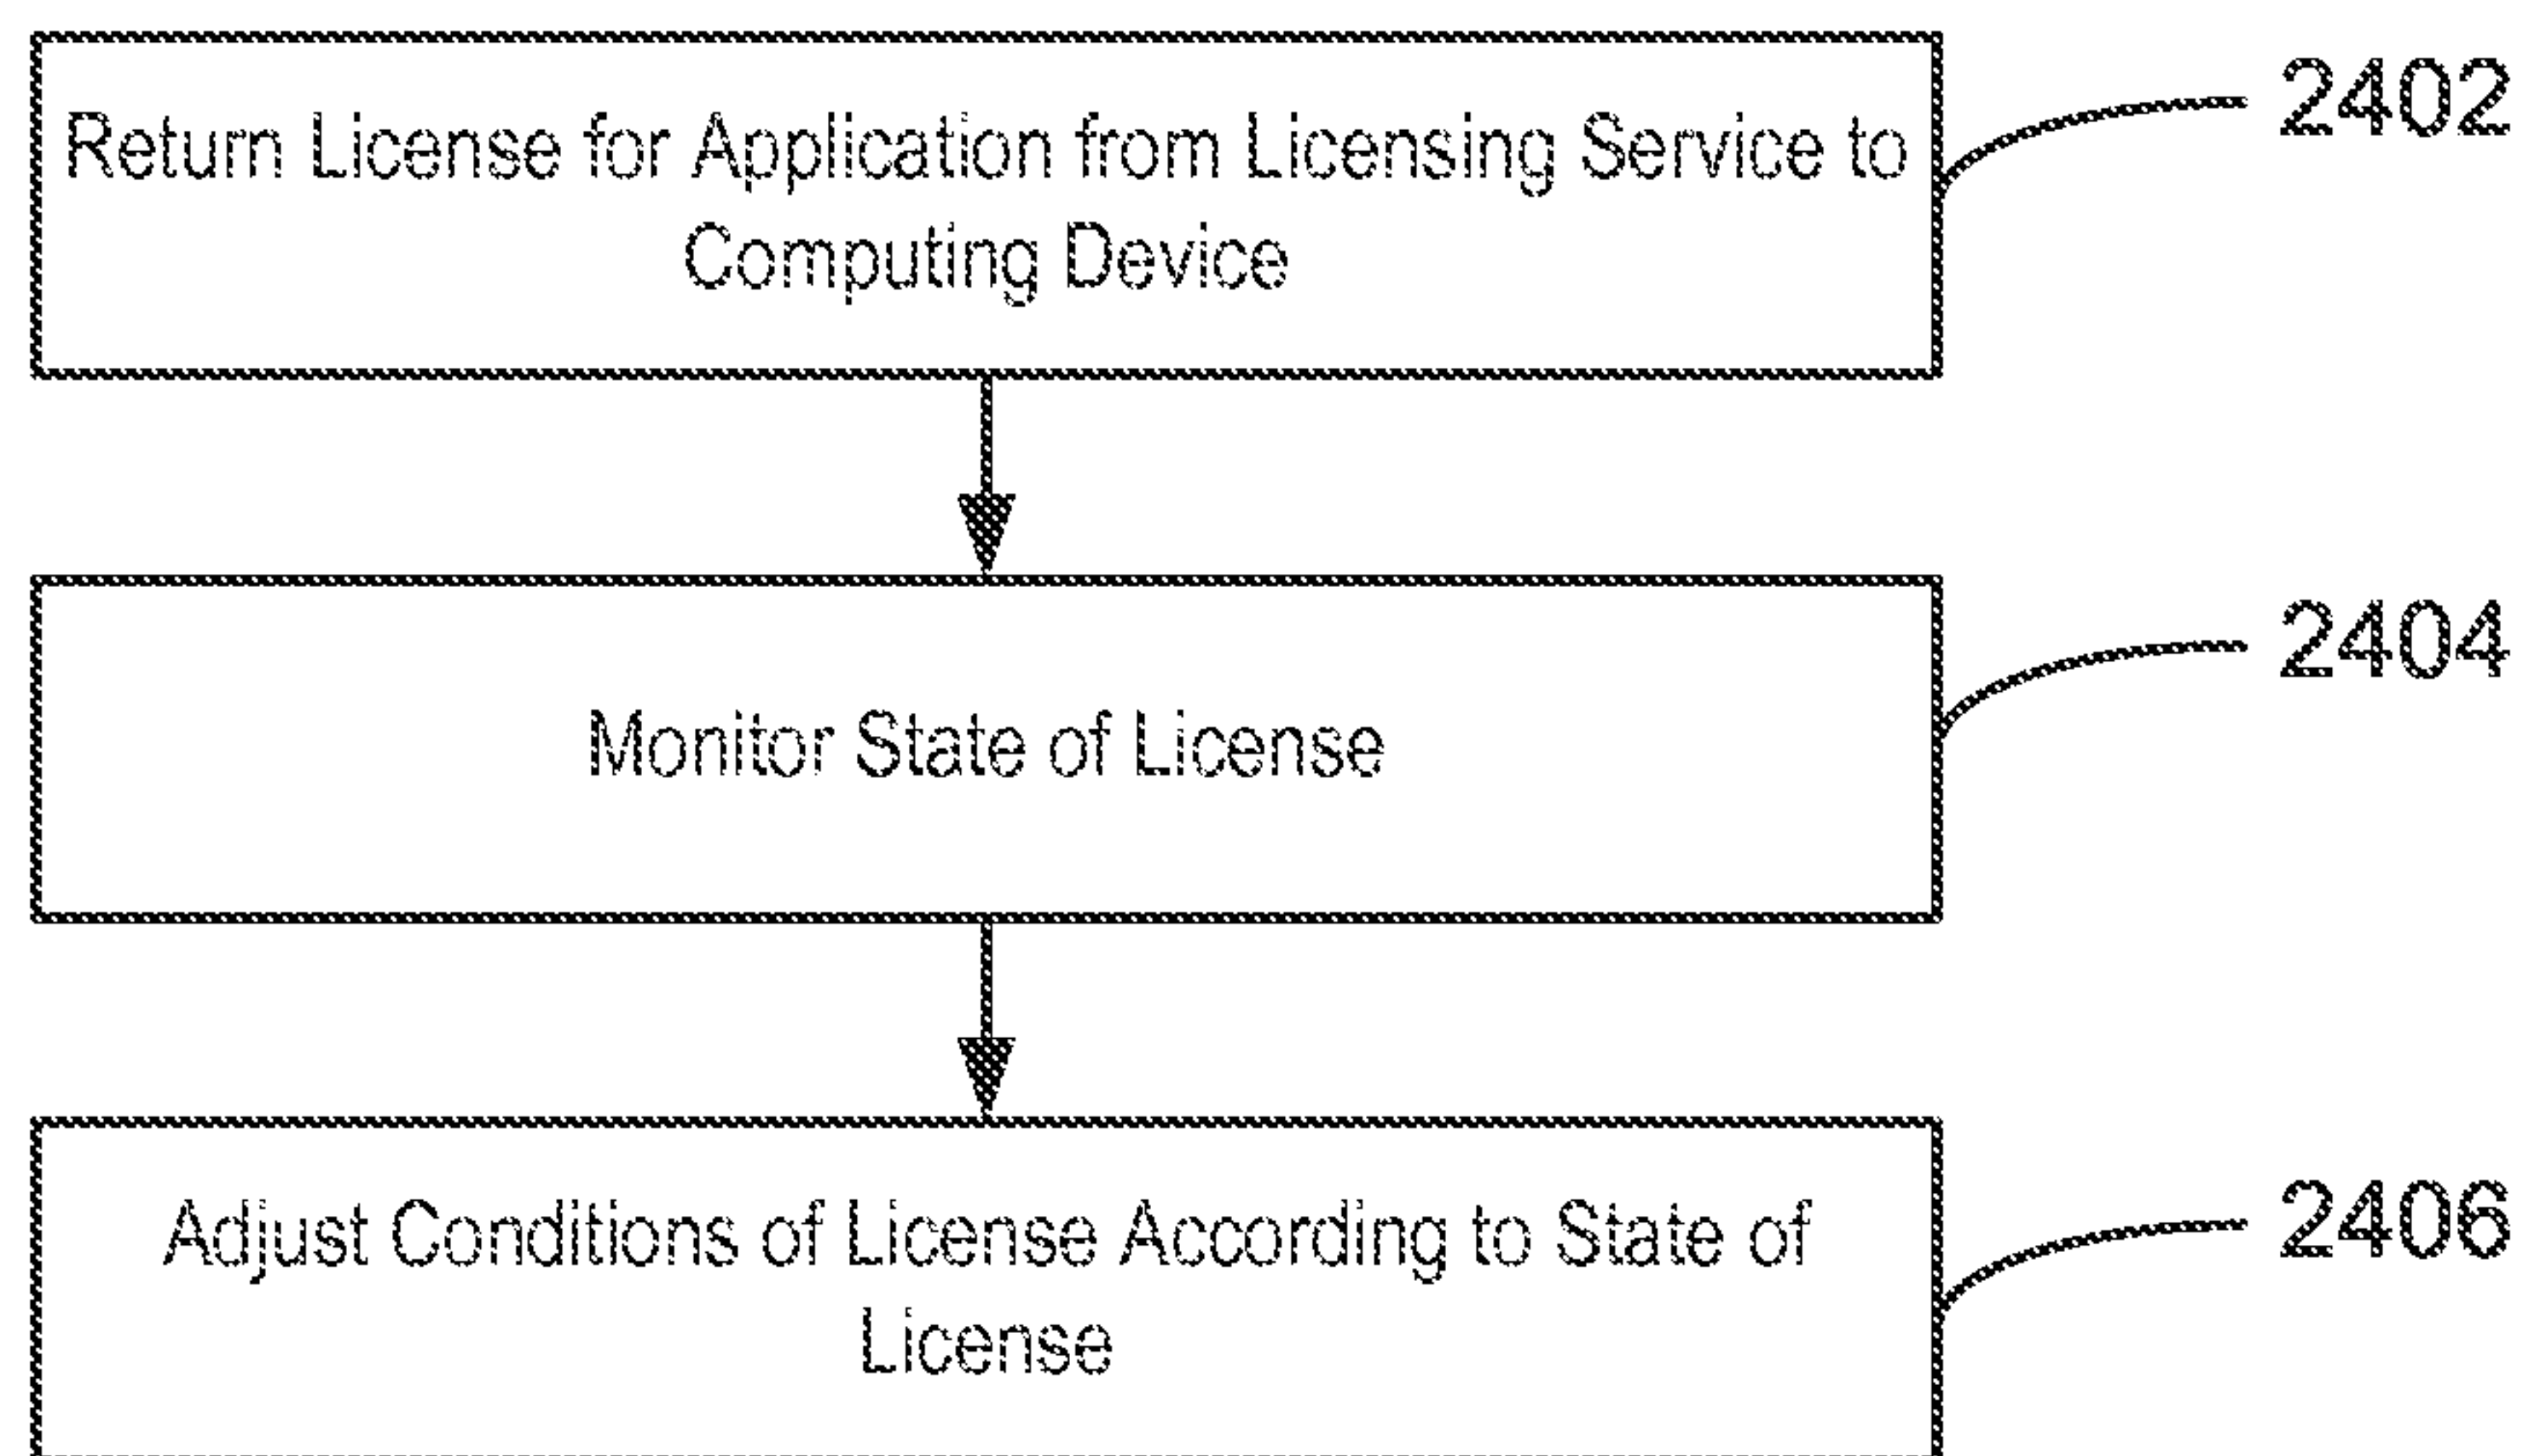 Return License for Application from Licensing Service to
Computing Device
2402
Monitor State of License
2404
Adjust Conditions of License According to State of
License
2406